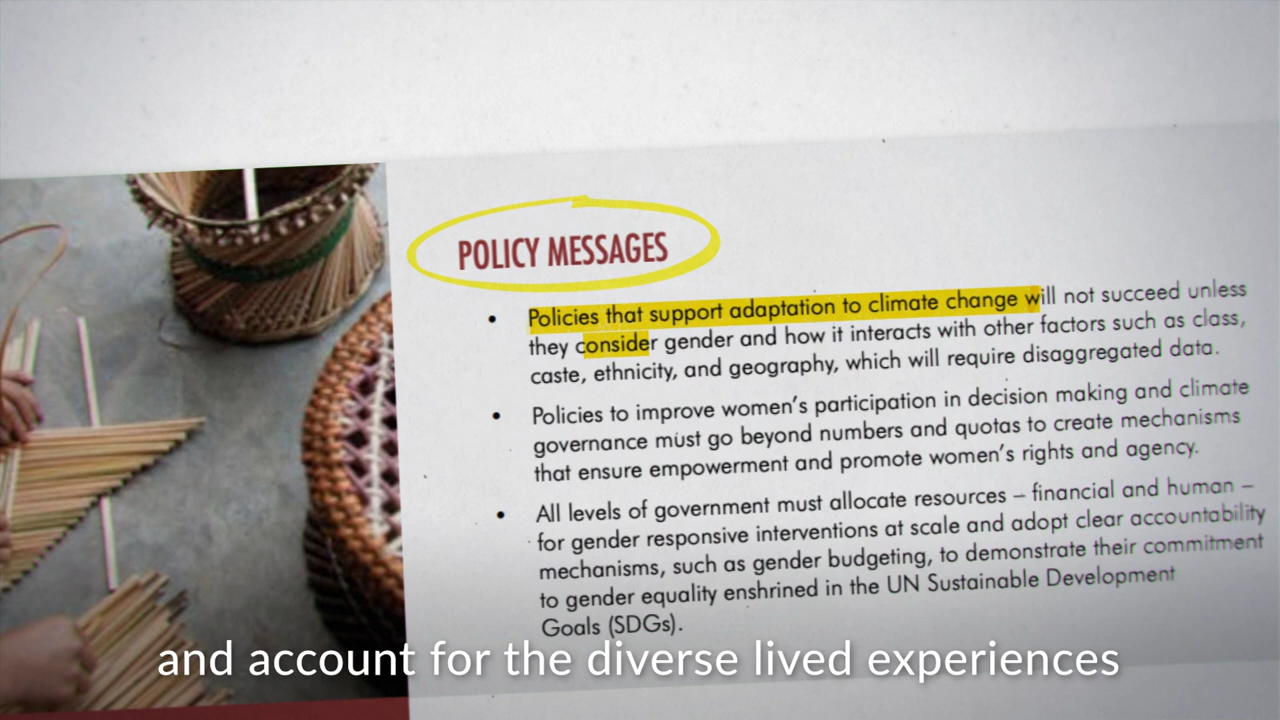 POLICY MESSAGES
• Policies that support adaptation to climate change will not succeed unless
they consider gender and how it interacts with other factors such as class,
caste, ethnicity, and geography, which will require disaggregated data.
• Policies to improve women's participation in decision making and climate
governance must go beyond numbers and quotas to create mechanisms
that ensure empowerment and promote women's rights and agency.
• All levels of government must allocate resources – financial and human –
for gender responsive interventions at scale and adopt clear accountability
mechanisms, such as gender budgeting, to demonstrate their commitment
to gender equality enshrined in the UN Sustainable Development
Goals (SDGs).
and account for the diverse lived experiences